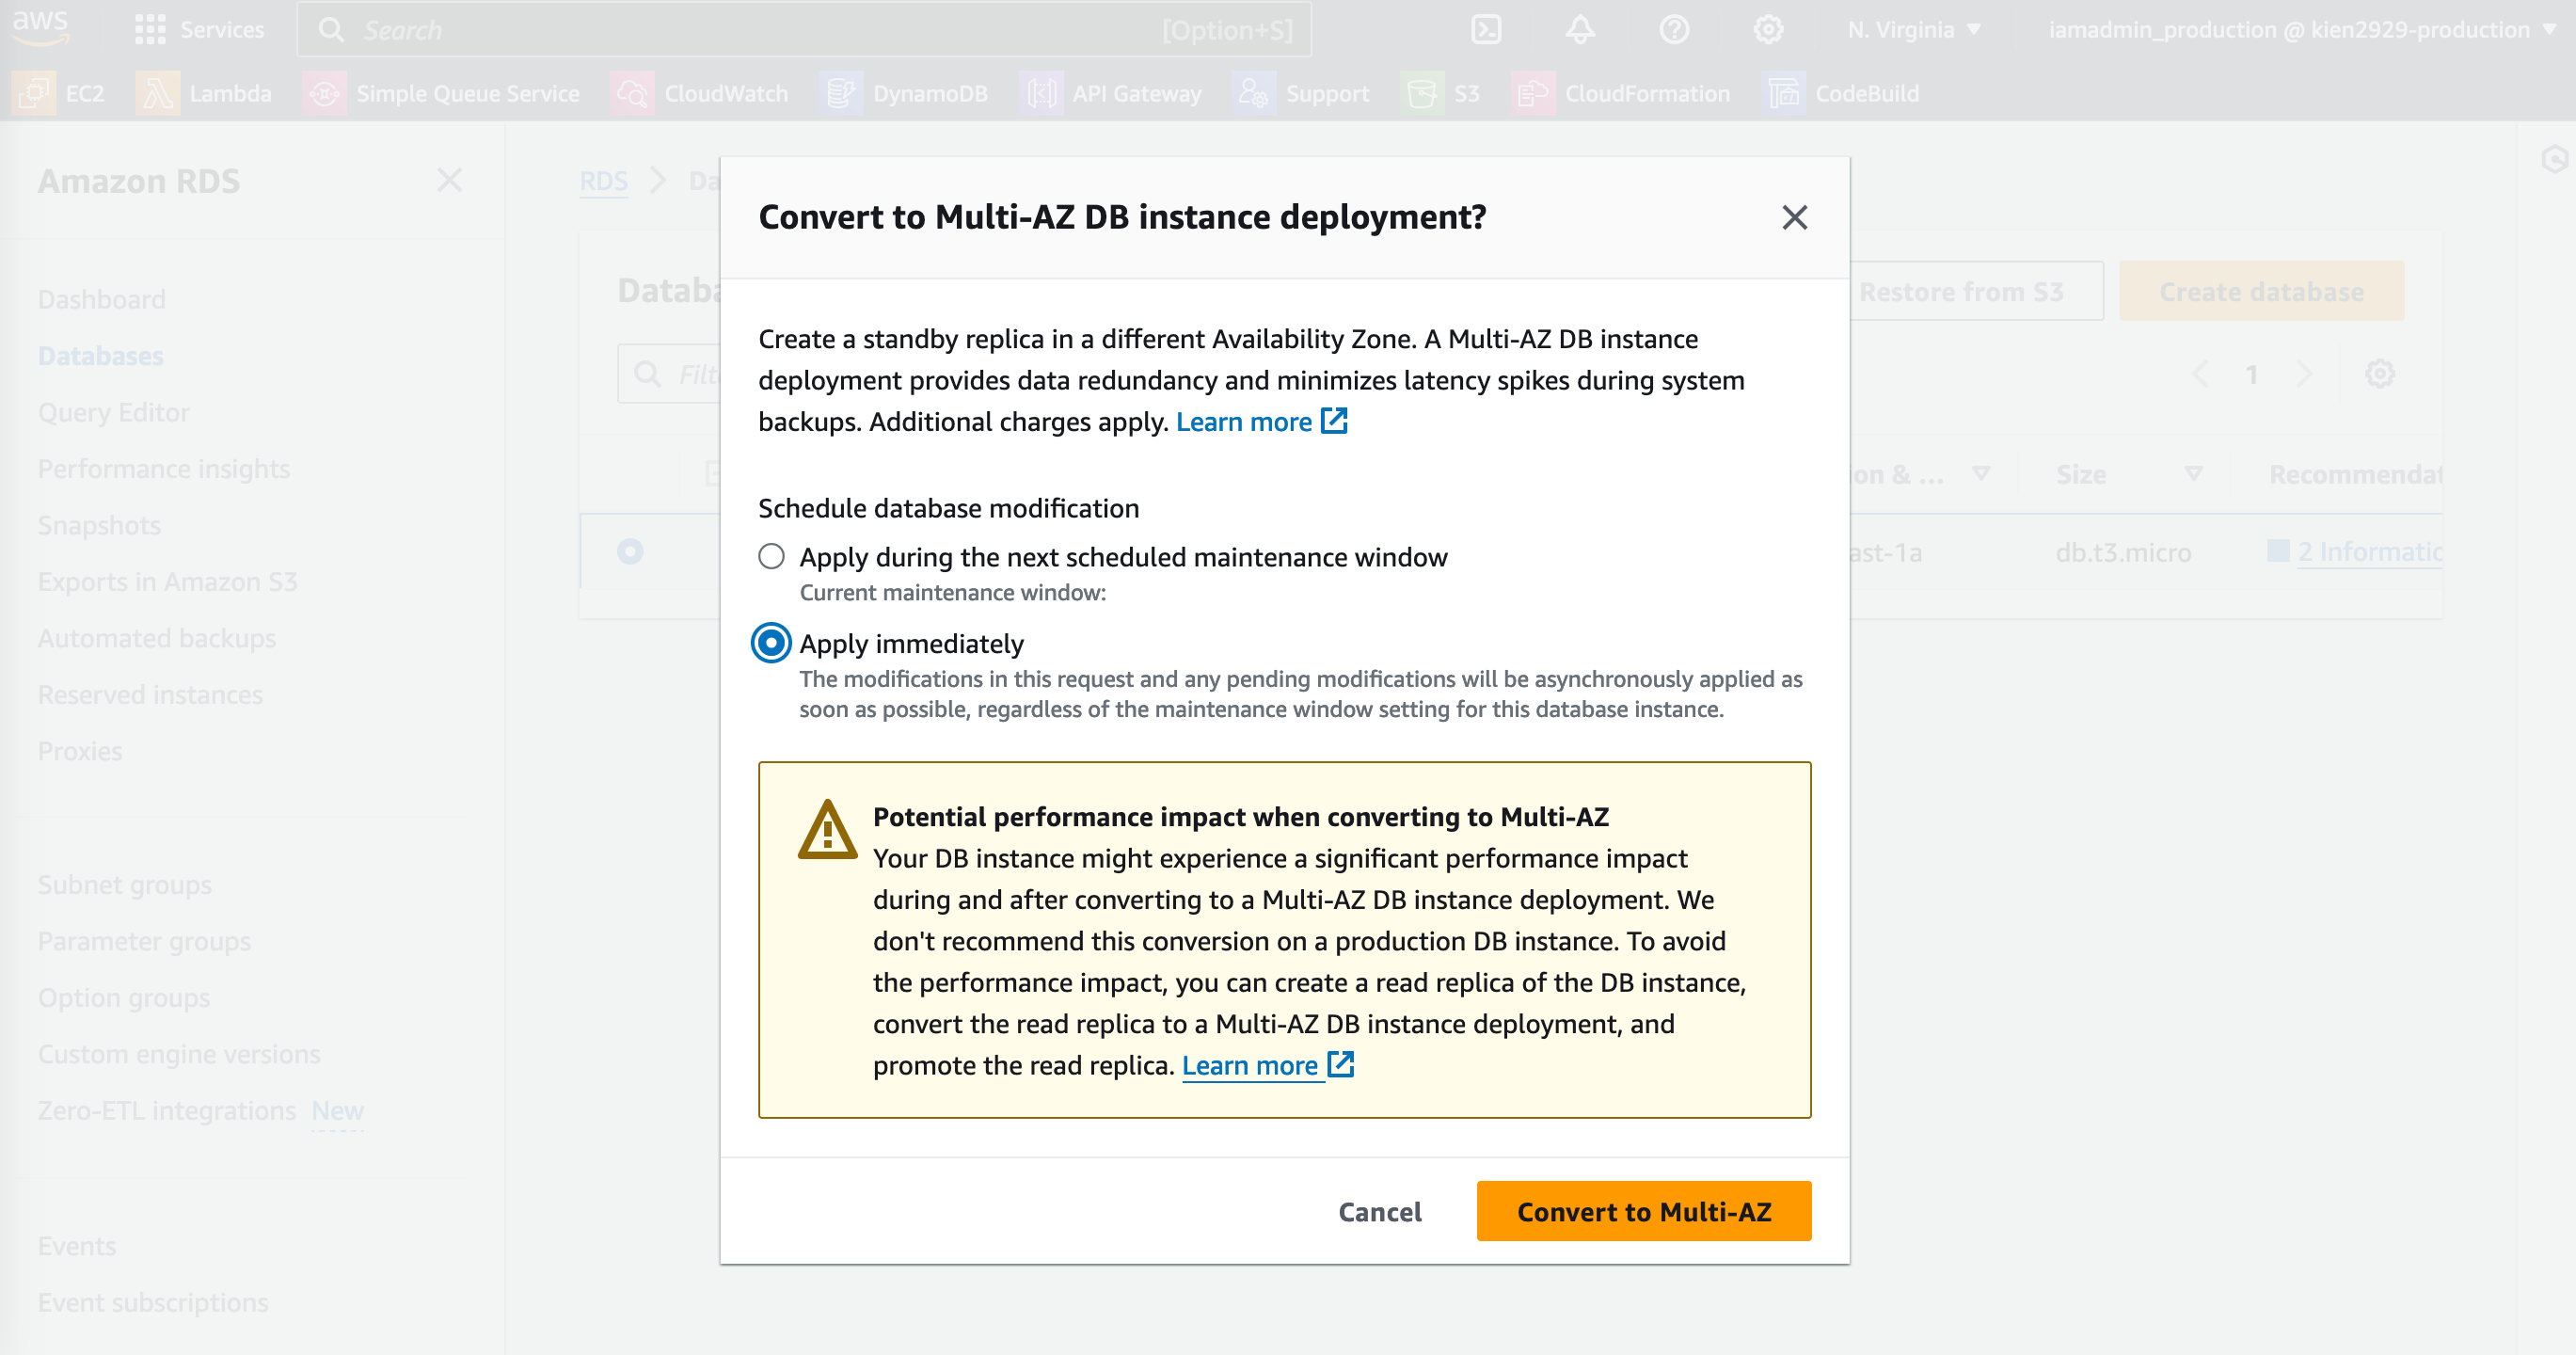 aws
Services
Search
[Option+S]
N. Virginia
iamadmin_production @ kien2929-production
EC2
Lambda
Simple Queue Service
CloudWatch
DynamoDB
API Gateway
Support
S3
CloudFormation
CodeBuild
Amazon RDS
Dashboard
Databases
Query Editor
Performance insights
Snapshots
Exports in Amazon S3
Automated backups
Reserved instances
Proxies
Subnet groups
Parameter groups
Option groups
Custom engine versions
Zero-ETL integrations New
Events
Event subscriptions
RDS
Restore from S3
Create database
1
Size
db.t3.micro
Convert to Multi-AZ DB instance deployment?
Create a standby replica in a different Availability Zone. A Multi-AZ DB instance
deployment provides data redundancy and minimizes latency spikes during system
backups. Additional charges apply. Learn more
Schedule database modification
Apply during the next scheduled maintenance window
Current maintenance window:
Apply immediately
The modifications in this request and any pending modifications will be asynchronously applied as
soon as possible, regardless of the maintenance window setting for this database instance.
Potential performance impact when converting to Multi-AZ
Your DB instance might experience a significant performance impact
during and after converting to a Multi-AZ DB instance deployment. We
don't recommend this conversion on a production DB instance. To avoid
the performance impact, you can create a read replica of the DB instance,
convert the read replica to a Multi-AZ DB instance deployment, and
promote the read replica. Learn more
Cancel
Convert to Multi-AZ